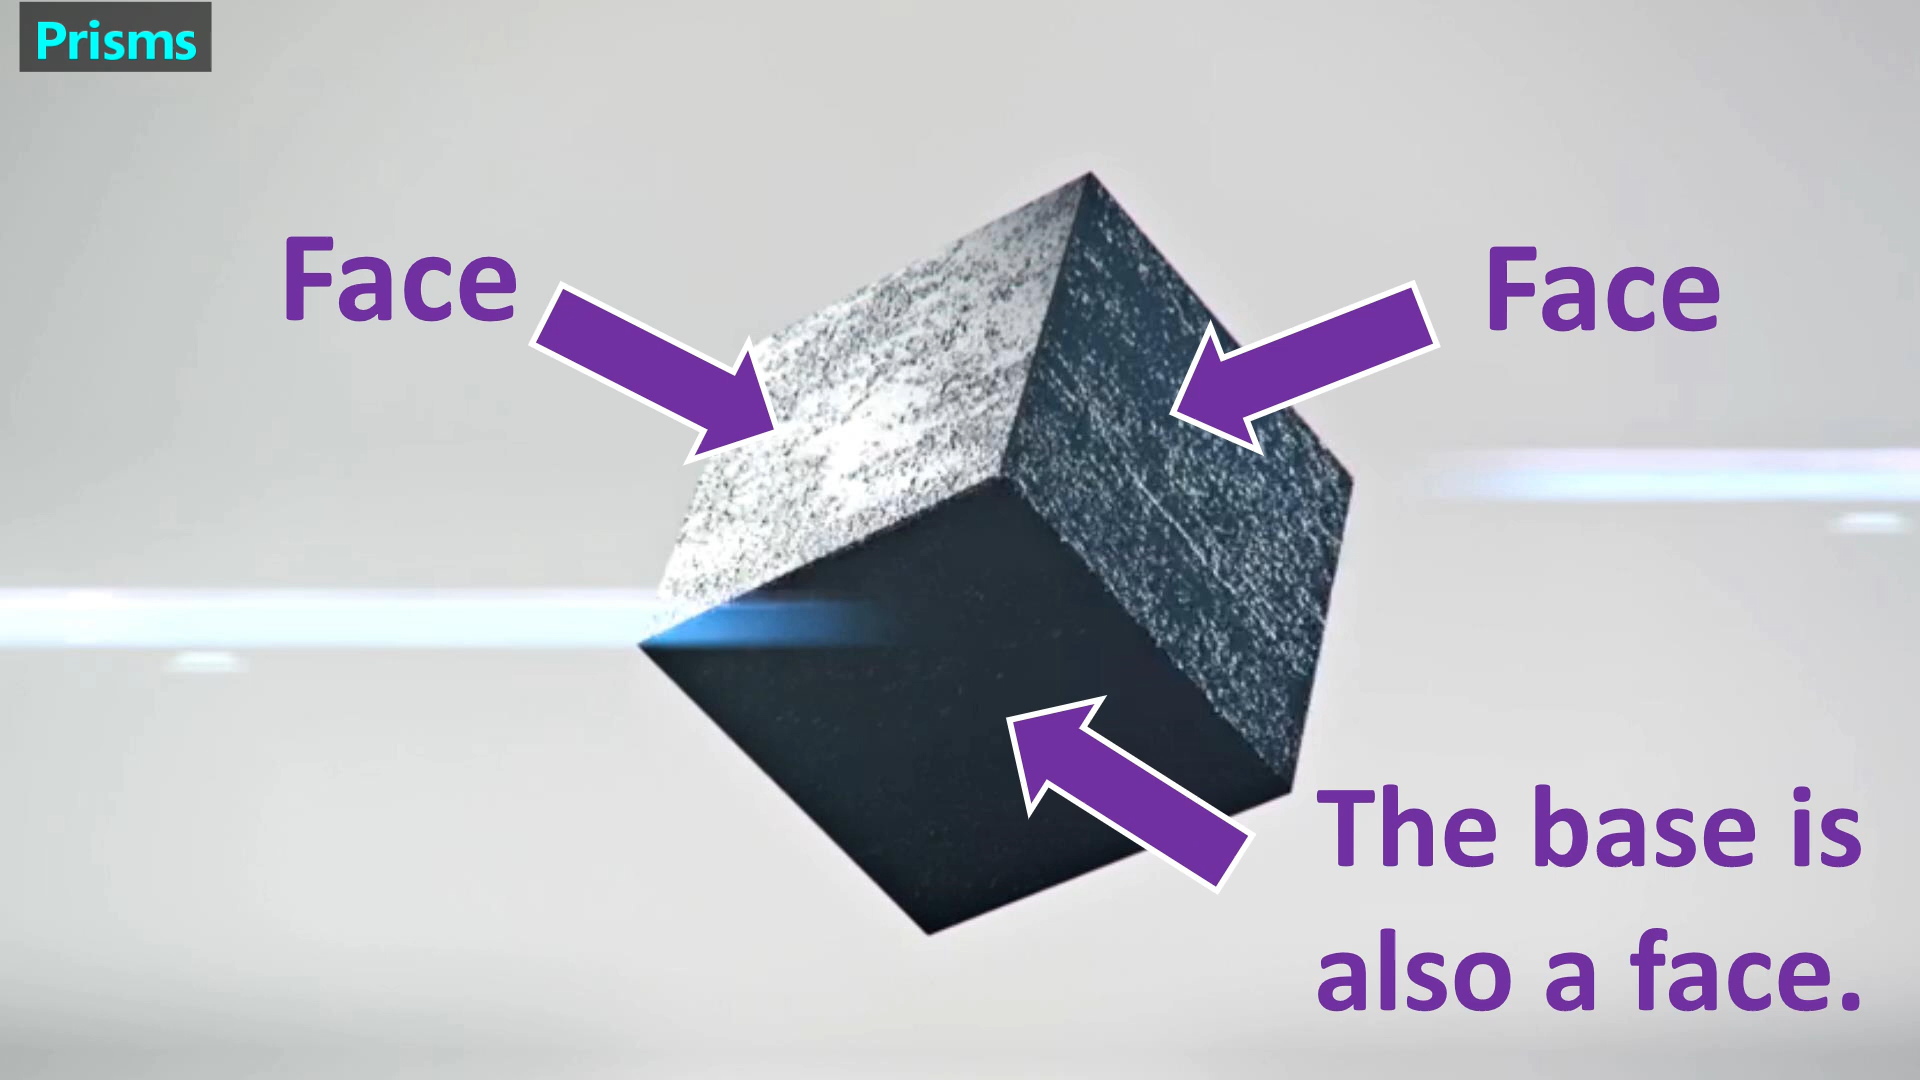 Prisms
Face
Face
The base is
also a face.